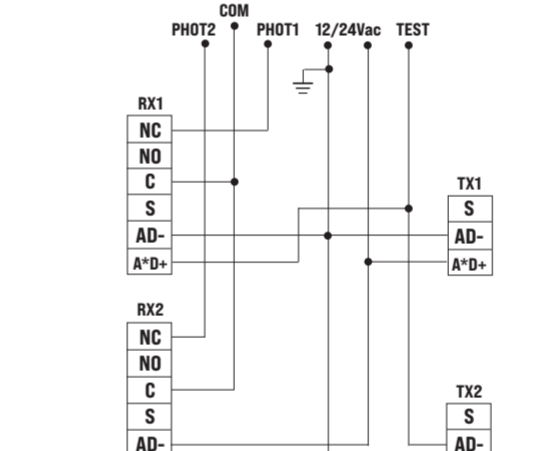 COM
PHOT2 PHOT1 12/24Vac TEST
RX1
NC
NO
C
S
AD-
A*D+
TX1
S
AD-
A*D+
RX2
NC
NO
C
S
AD-
TX2
S
AD-